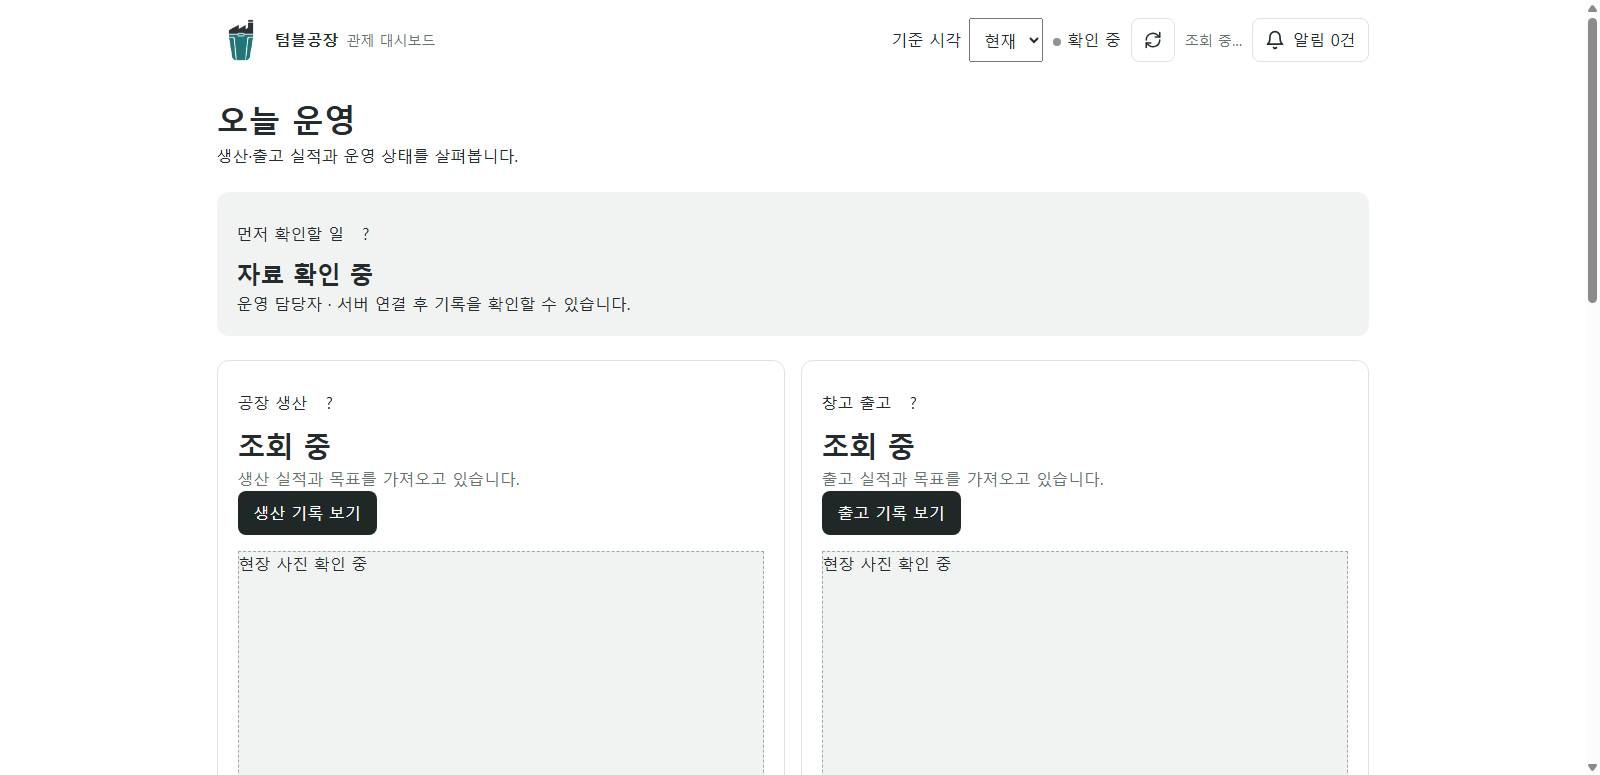 텀블공장 관제 대시보드
기준 시각 현재 확인 중 조회 중... 알림 0건
오늘 운영
생산·출고 실적과 운영 상태를 살펴봅니다.
먼저 확인할 일 ?
자료 확인 중
운영 담당자 · 서버 연결 후 기록을 확인할 수 있습니다.
공장 생산 ?
조회 중
생산 실적과 목표를 가져오고 있습니다.
생산 기록 보기
현장 사진 확인 중
창고 출고 ?
조회 중
출고 실적과 목표를 가져오고 있습니다.
출고 기록 보기
현장 사진 확인 중